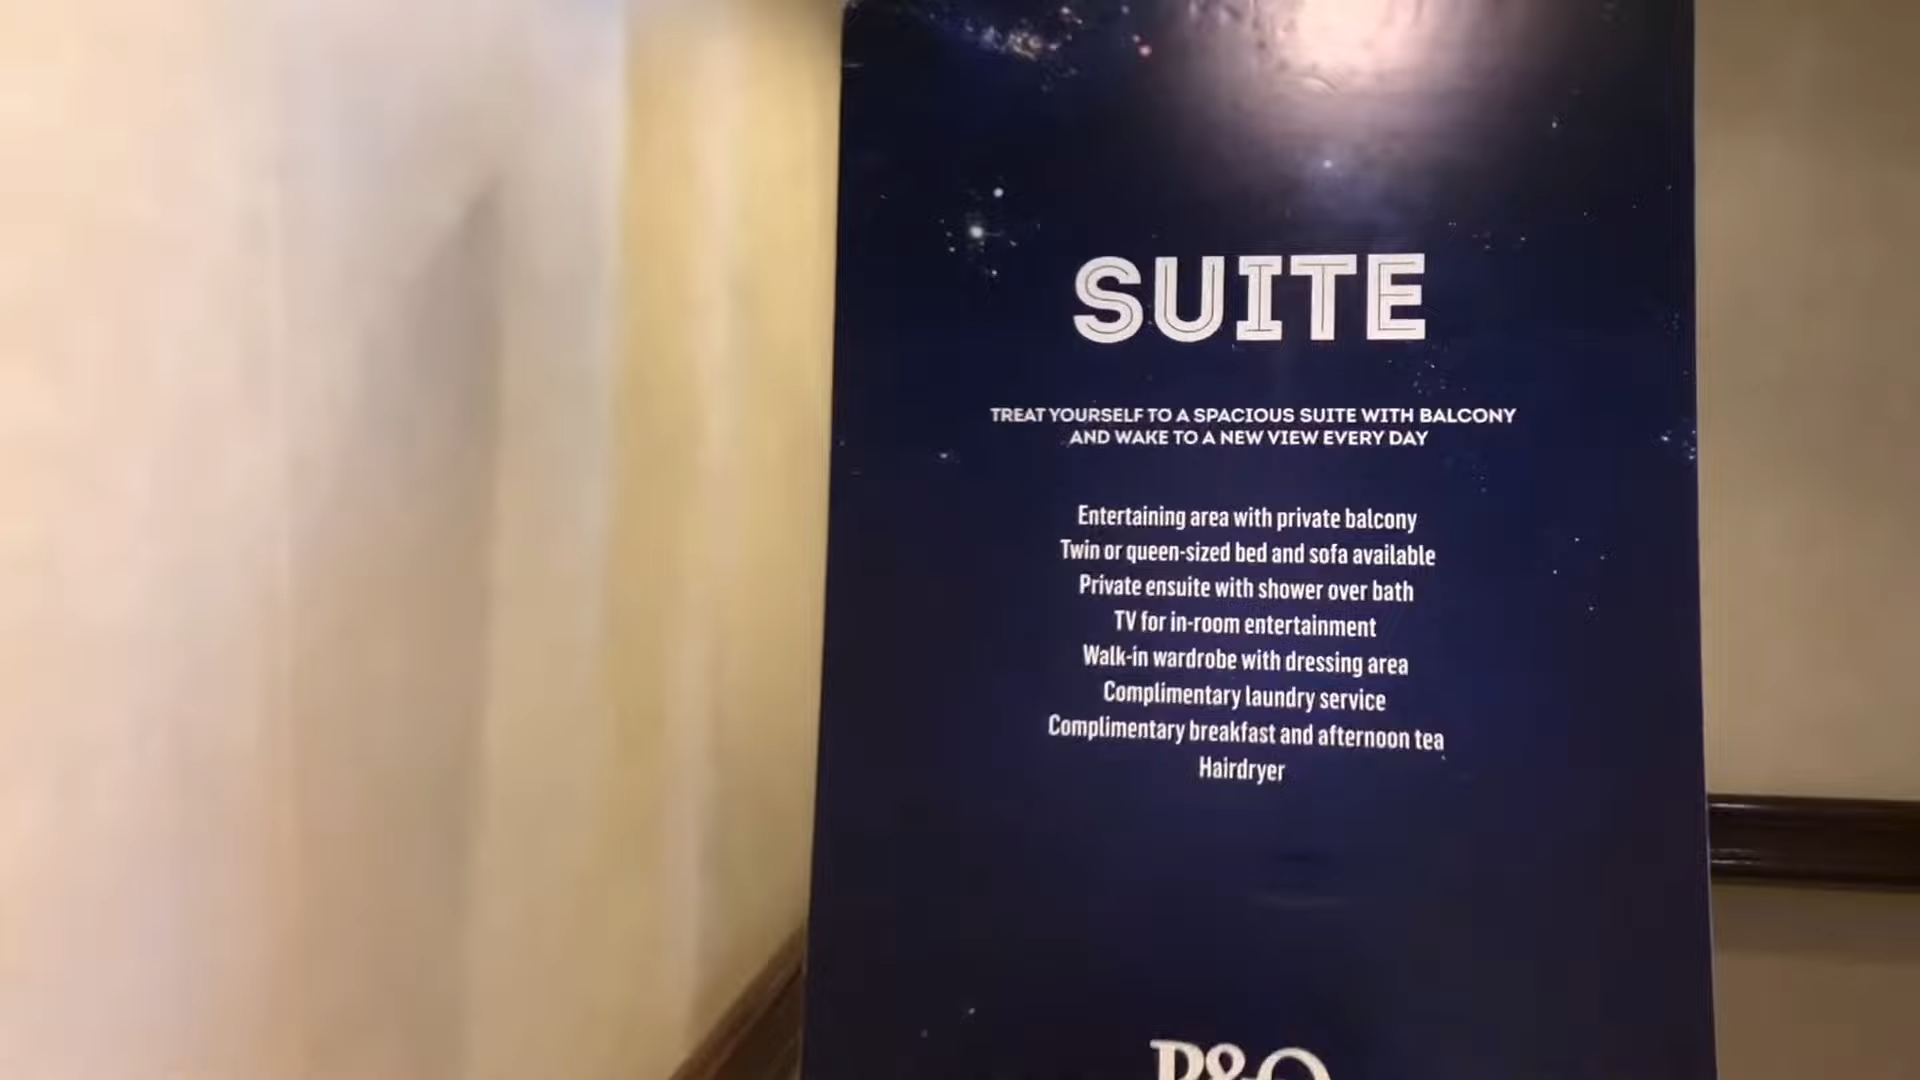 SUITE
TREAT YOURSELF TO A SPACIOUS SUITE WITH BALCONY
AND WAKE TO A NEW VIEW EVERY DAY
Entertaining area with private balcony
Twin or queen-sized bed and sofa available
Private ensuite with shower over bath
TV for in-room entertainment
Walk-in wardrobe with dressing area
Complimentary laundry service
Complimentary breakfast and afternoon tea
Hairdryer
P&O